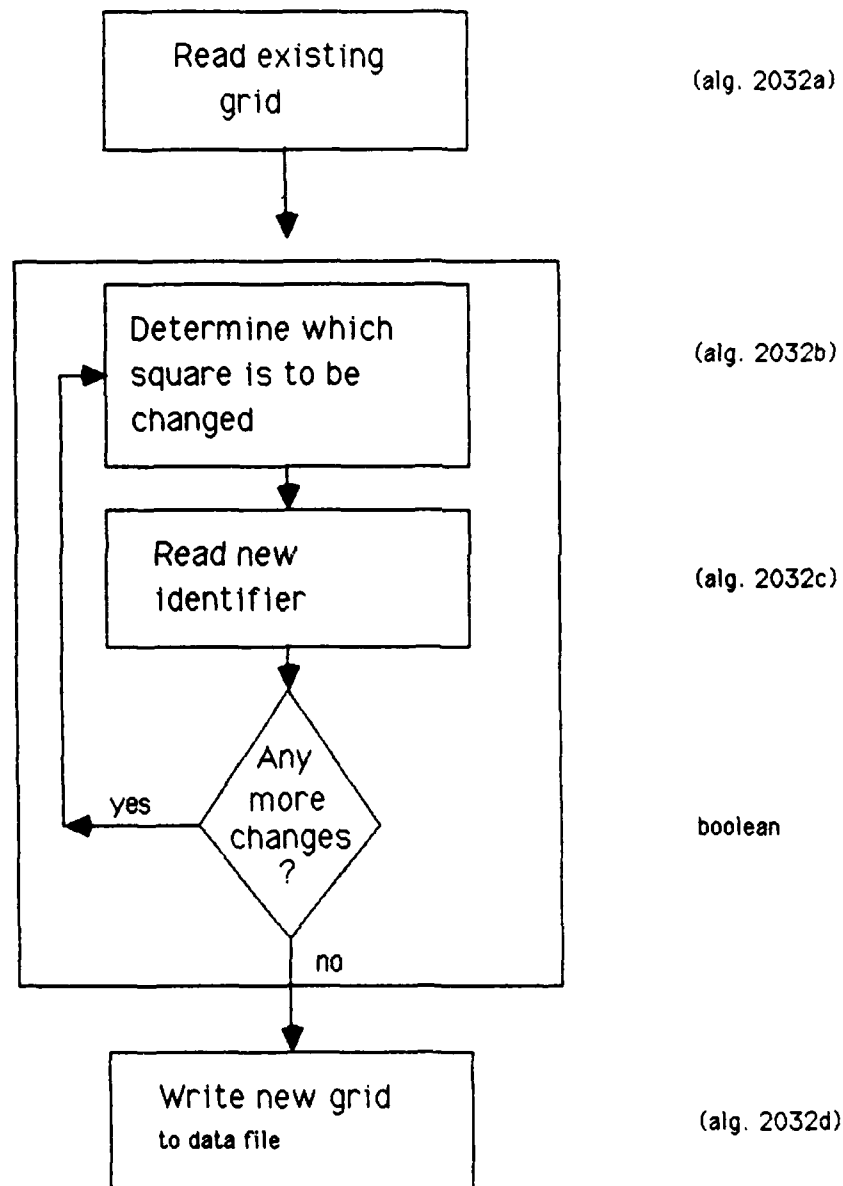 Read existing
grid
(alg. 2032a)
Determine which
square is to be
changed
(alg. 2032b)
Read new
identifier
(alg. 2032c)
Any
more
changes
?
yes
boolean
no
Write new grid
to data file
(alg. 2032d)